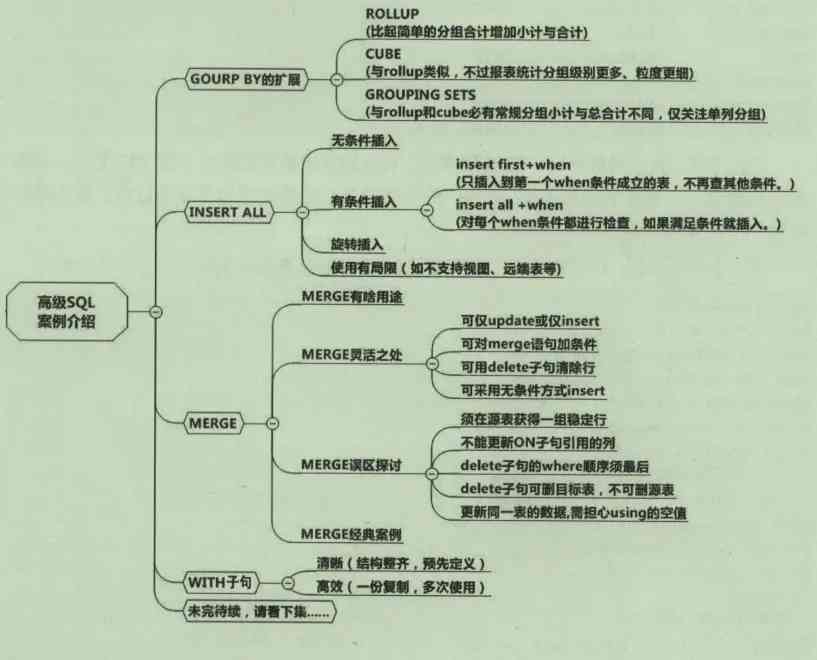 高级SQL
案例介绍
GOURP BY的扩展
ROLLUP
(比起简单的分组合计增加小计与合计)
CUBE
(与rollup类似，不过报表统计分组级别更多、粒度更细)
GROUPING SETS
(与rollup和cube必有常规分组小计与总合计不同，仅关注单列分组)
INSERT ALL
无条件插入
有条件插入
insert first+when
(只插入到第一个when条件成立的表，不再查其他条件。)
insert all +when
(对每个when条件都进行检查，如果满足条件就插入。)
旋转插入
使用有局限（如不支持视图、远端表等）
MERGE
MERGE有啥用途
MERGE灵活之处
可仅update或仅insert
可对merge语句加条件
可用delete子句清除行
可采用无条件方式insert
MERGE误区探讨
须在源表获得一组稳定行
不能更新ON子句引用的列
delete子句的where顺序须最后
delete子句可删目标表，不可删源表
更新同一表的数据,需担心using的空值
MERGE经典案例
WITH子句
清晰（结构整齐，预先定义）
高效（一份复制，多次使用）
未完待续，请看下集......